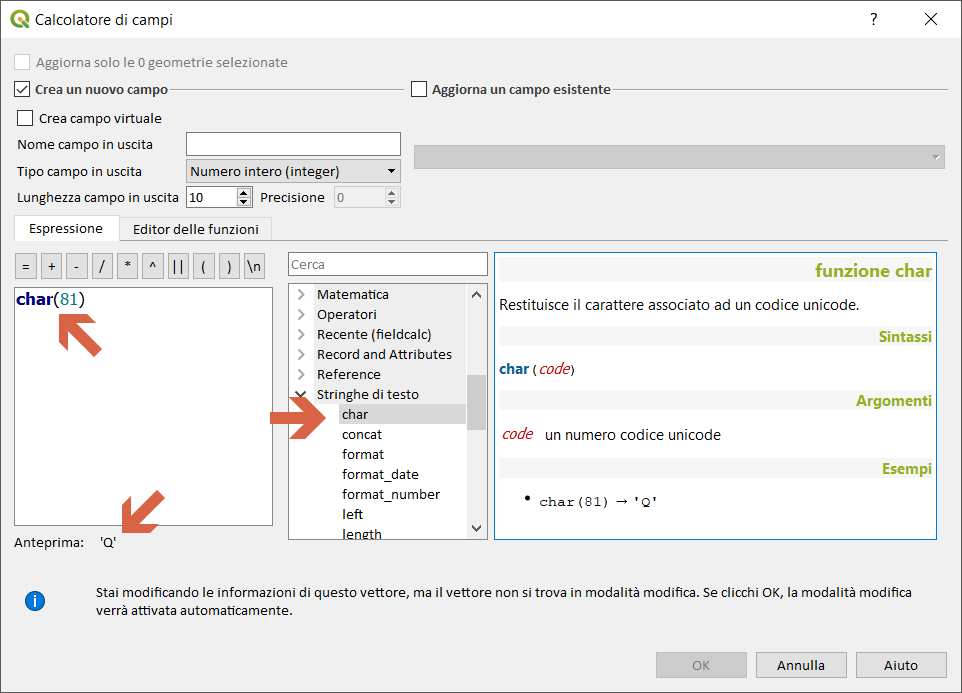 Calcolatore di campi
?
Aggiorna solo le 0 geometrie selezionate
Crea un nuovo campo
Aggiorna un campo esistente
Crea campo virtuale
Nome campo in uscita
Tipo campo in uscita
Numero intero (integer)
Lunghezza campo in uscita
10
Precisione
0
Espressione
Editor delle funzioni
= + - / * ^ || ( ) \n
char(81)
Anteprima: 'Q'
Cerca
Matematica
Operatori
Recente (fieldcalc)
Record and Attributes
Reference
Stringhe di testo
char
concat
format
format_date
format_number
left
length
funzione char
Restituisce il carattere associato ad un codice unicode.
Sintassi
char (code)
Argomenti
code un numero codice unicode
Esempi
• char(81) → 'Q'
i
Stai modificando le informazioni di questo vettore, ma il vettore non si trova in modalità modifica. Se clicchi OK, la modalità modifica
verrà attivata automaticamente.
OK
Annulla
Aiuto